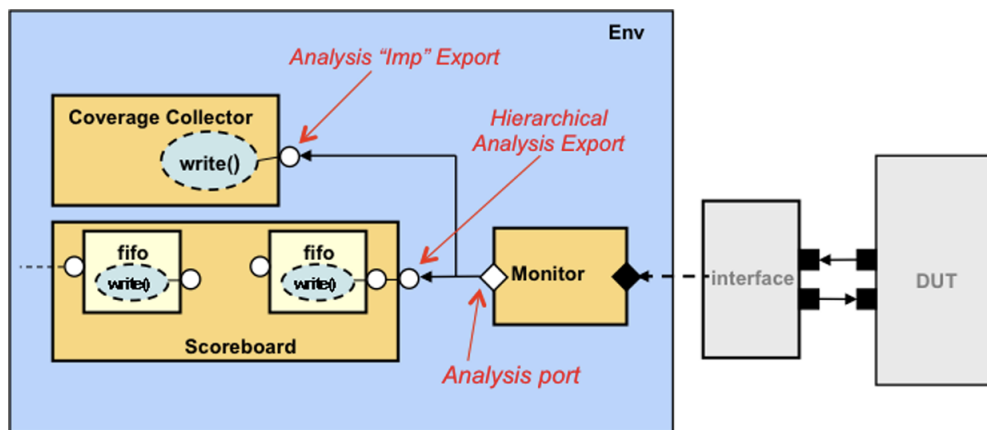 Env
Analysis “Imp” Export
Hierarchical
Analysis Export
Coverage Collector
write()
fifo
write()
fifo
write()
Scoreboard
Monitor
Analysis port
interface
DUT